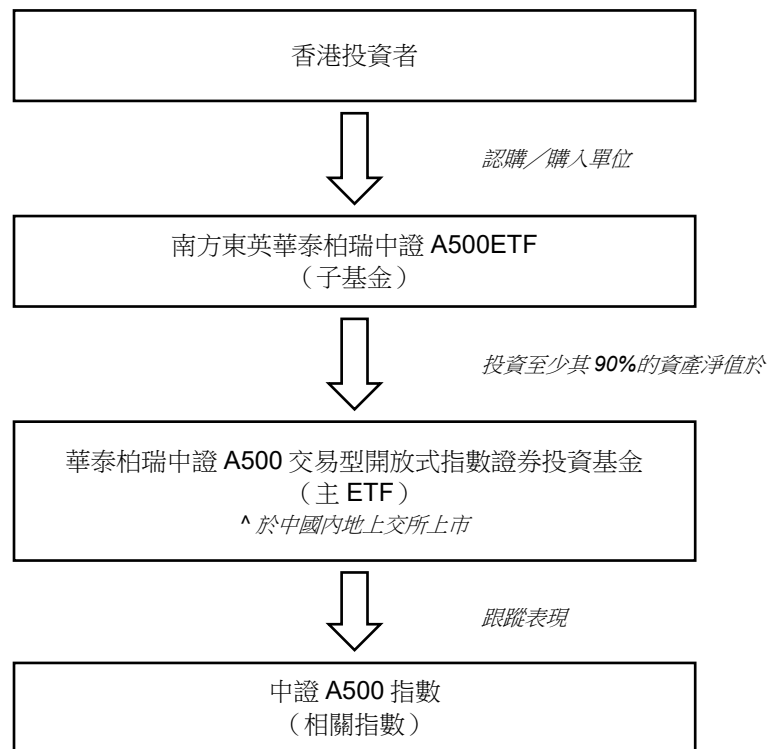 香港投資者
認購／購入單位
南方東英華泰柏瑞中證 A500ETF
（子基金）
投資至少其 90%的資產淨值於
華泰柏瑞中證 A500 交易型開放式指數證券投資基金
（主 ETF）
^ 於中國內地上交所上市
跟蹤表現
中證 A500 指數
（相關指數）